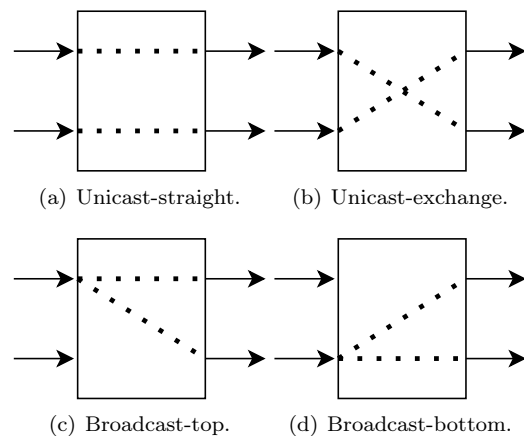 (a) Unicast-straight.
(b) Unicast-exchange.
(c) Broadcast-top.
(d) Broadcast-bottom.